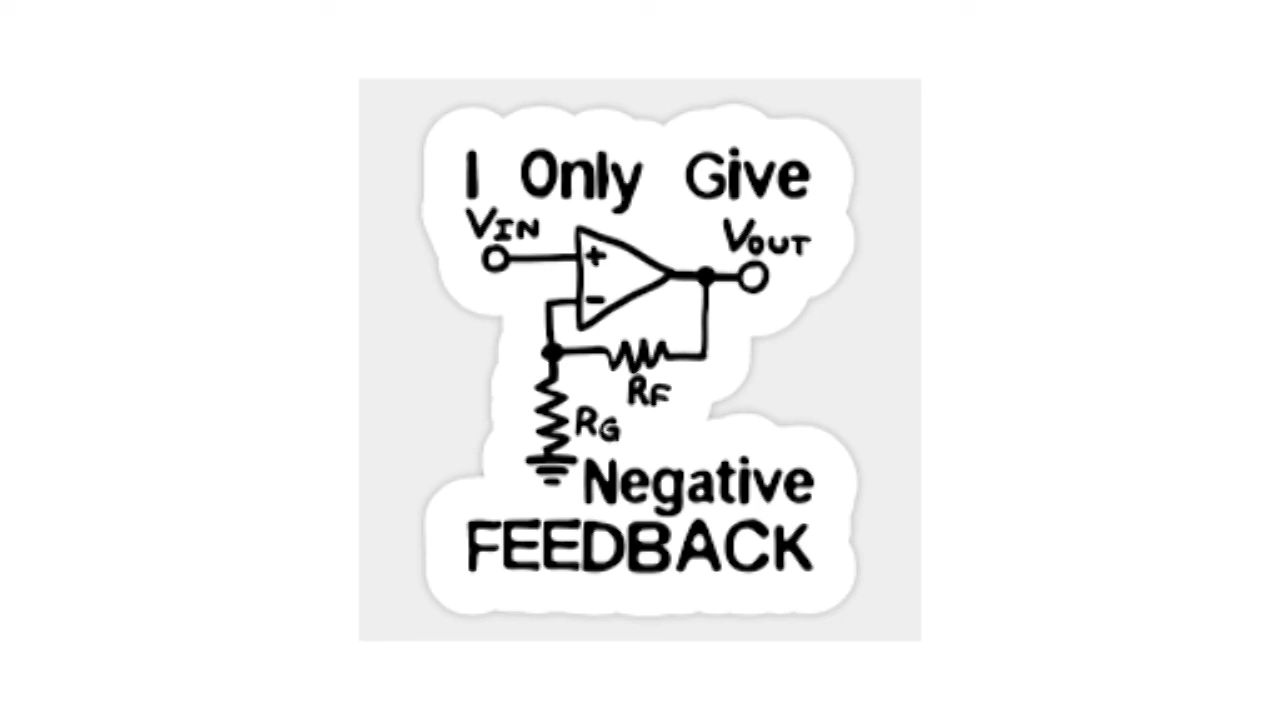 I Only Give
VIN
VOUT
+
-
RF
RG
Negative
FEEDBACK